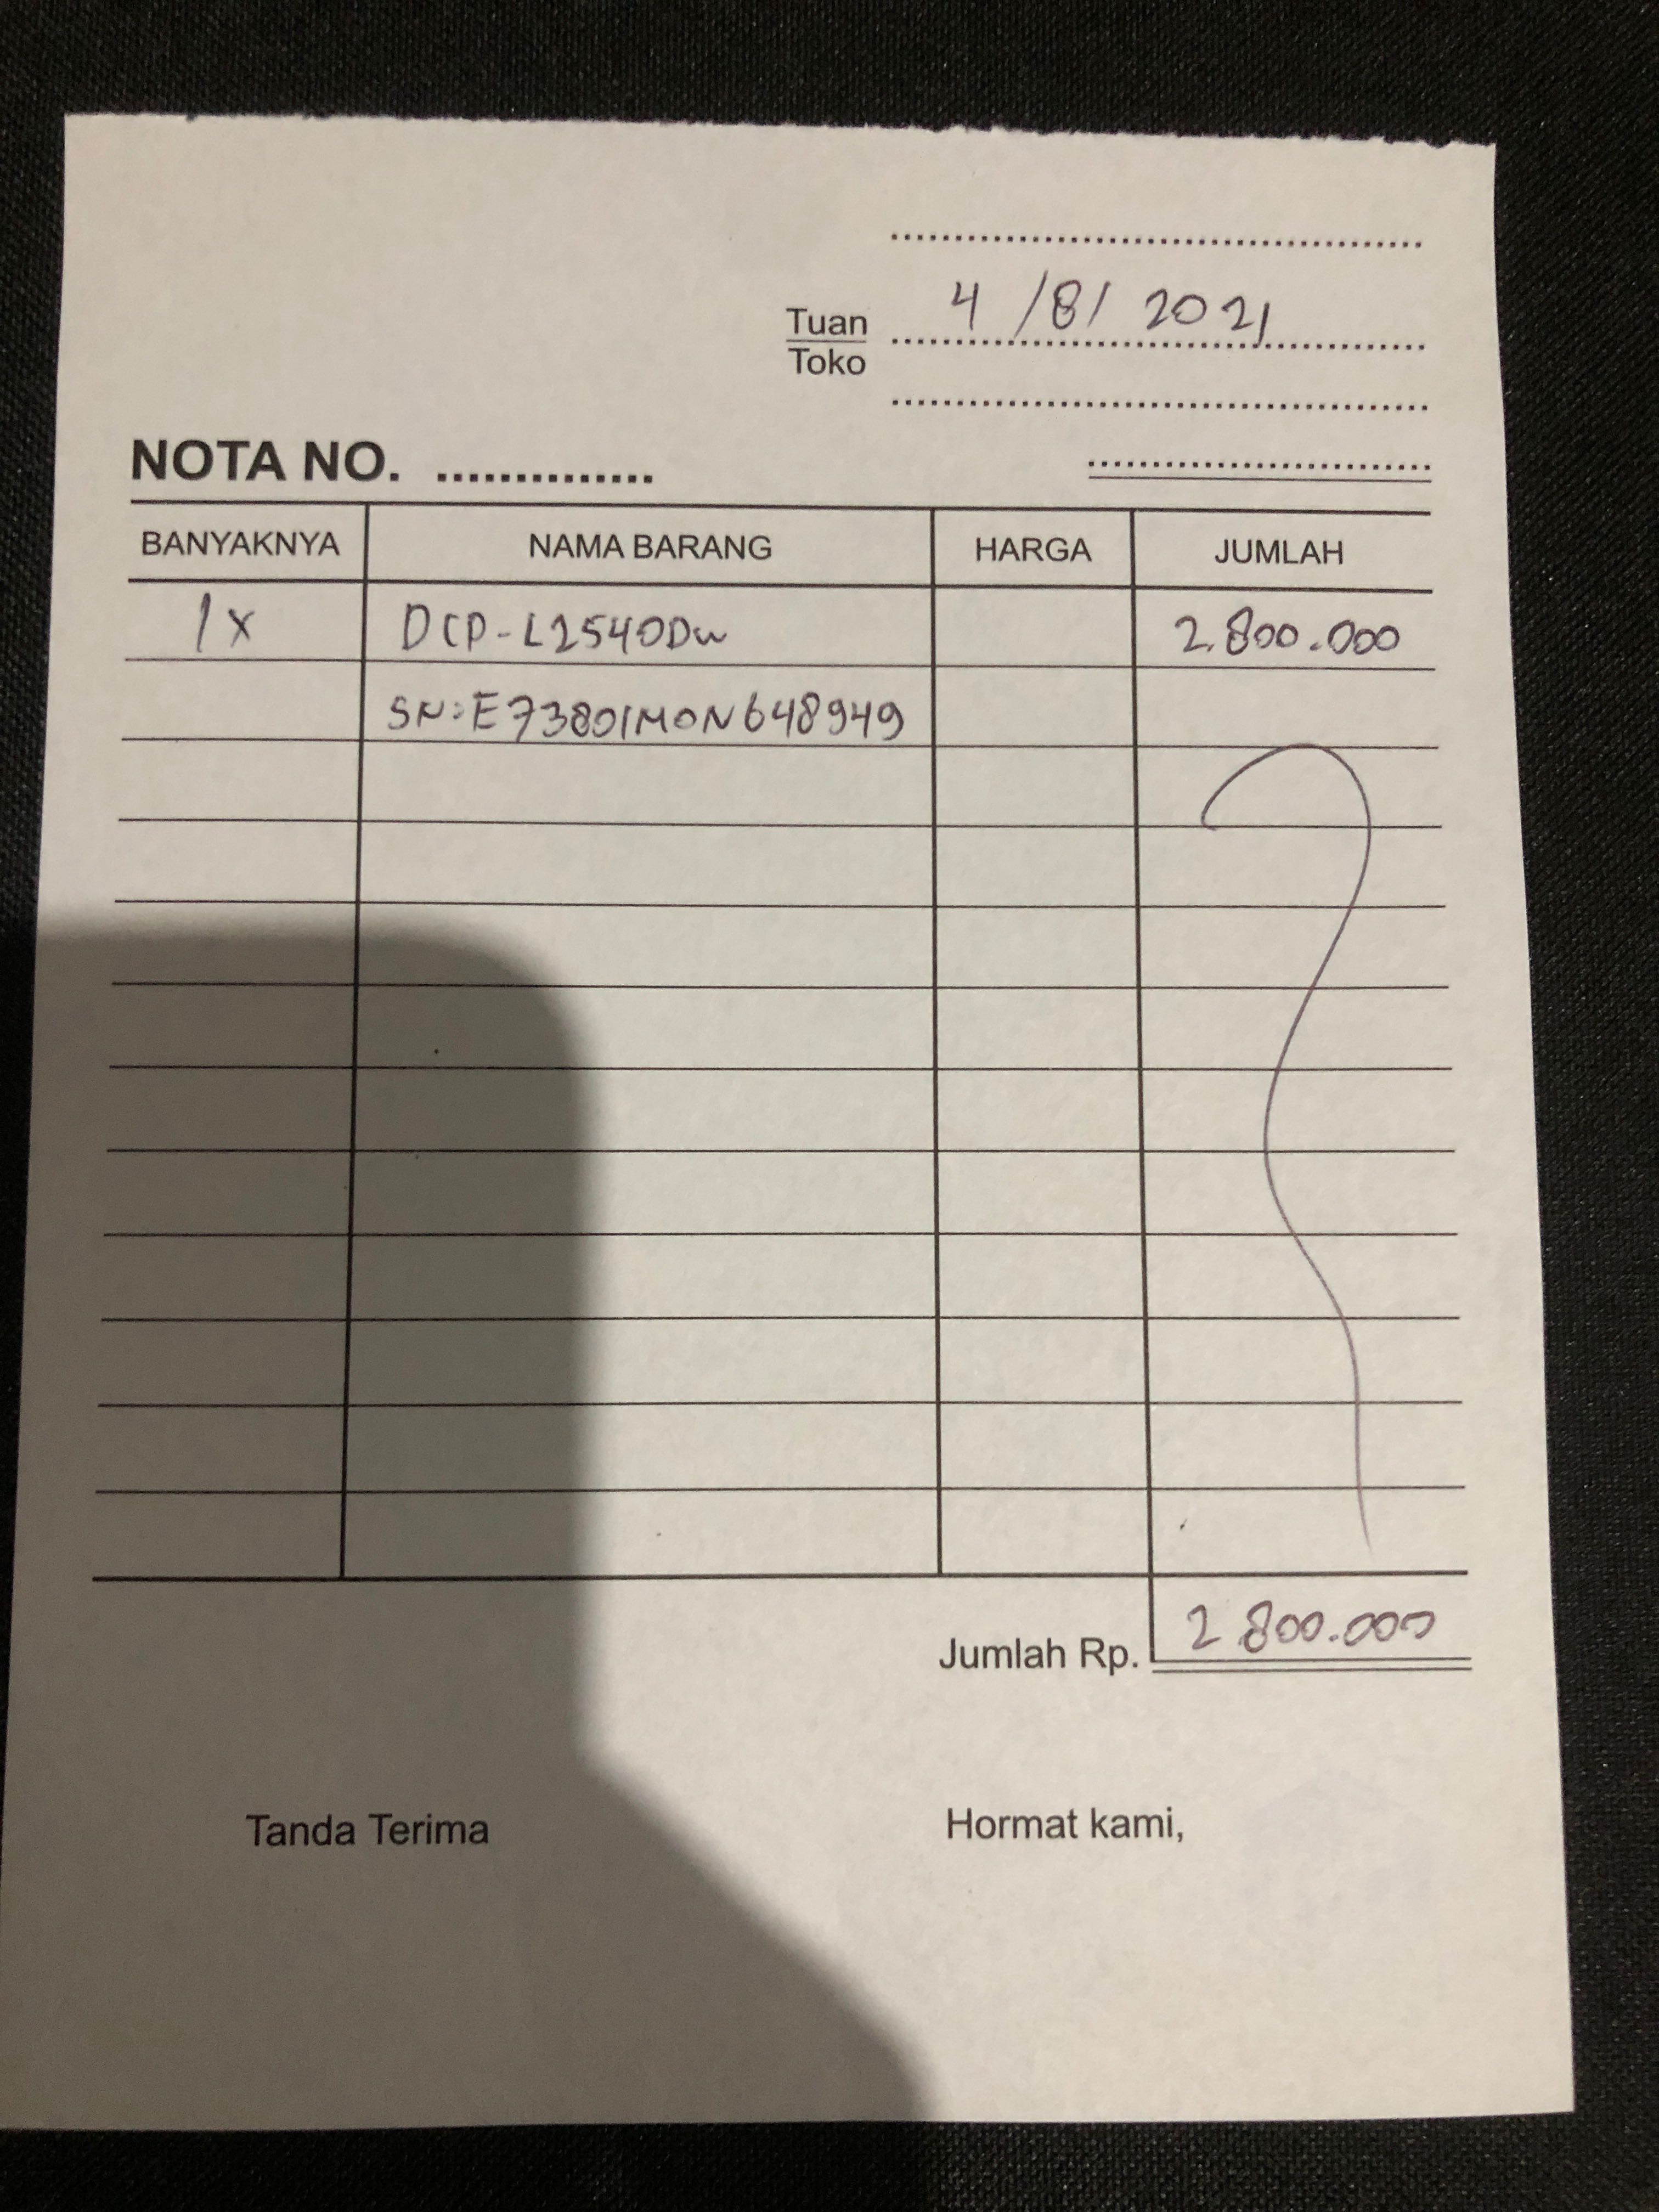 4 /8/ 2021
Tuan
Toko
NOTA NO. ..............
BANYAKNYA NAMA BARANG HARGA JUMLAH
1x DCP-L2540Dw 2.800.000
SN:E73801M0N648949
Jumlah Rp. 2 800.000
Tanda Terima Hormat kami,